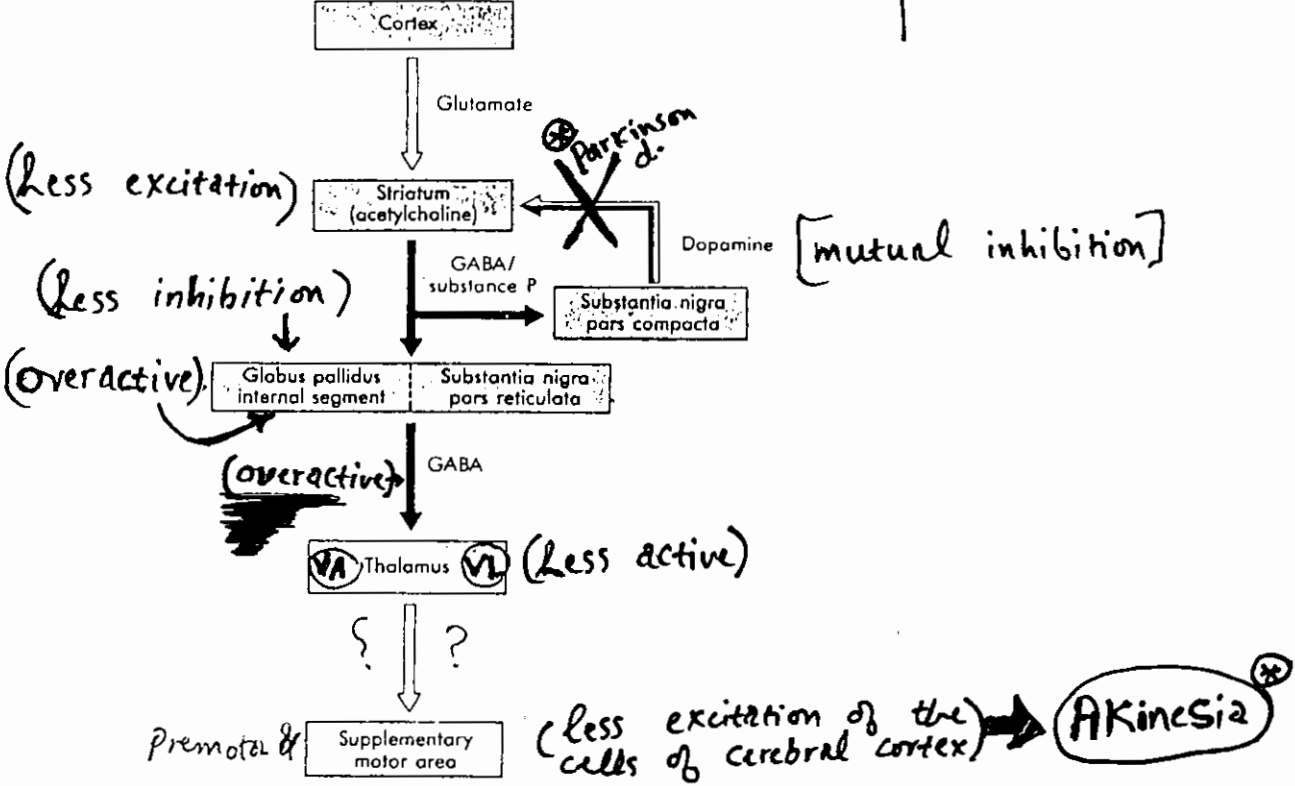 Cortex
Glutamate
⊛
Parkinson
d.
(Less excitation)
Striatum
(acetylcholine)
Dopamine
[mutual inhibition]
GABA/
substance P
(Less inhibition)
Substantia nigra
pars compacta
(overactive)
Globus pallidus
internal segment
Substantia nigra
pars reticulata
(overactive)
GABA
VA
Thalamus
VL
(Less active)
? ?
Premotor &
Supplementary
motor area
(less excitation of the
cells of cerebral cortex)
AKinesia
⊛